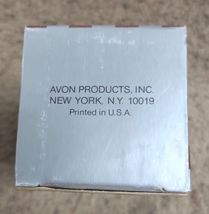 AVON PRODUCTS, INC.
NEW YORK, N.Y. 10019
Printed in U.S.A.